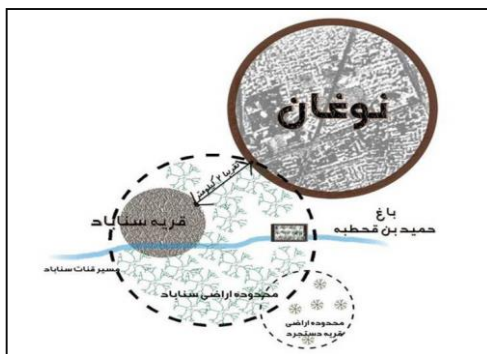 نوغان
تقریبا ۲ کیلومتر
باغ
حمید بن قحطبه
قریه سناباد
مسیر قنات سناباد
محدوده اراضی سناباد
محدوده اراضی
قریه دستجرد